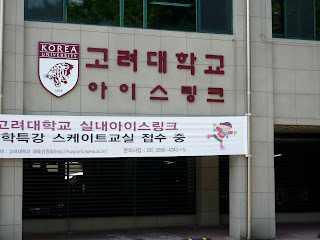 KOREA
UNIVERSITY
고려대학교
아이스링크
고려대학교 실내아이스링크
학특강 스케이트교실 접수 중